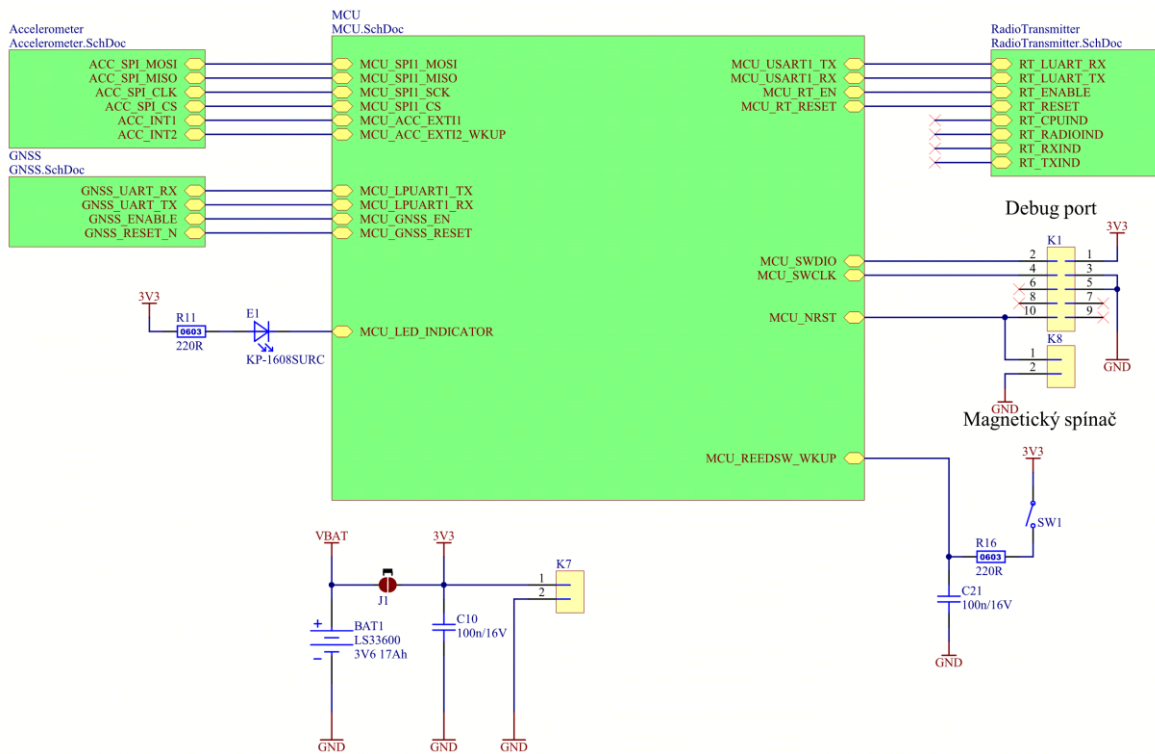 Accelerometer
Accelerometer.SchDoc
ACC_SPI_MOSI
ACC_SPI_MISO
ACC_SPI_CLK
ACC_SPI_CS
ACC_INT1
ACC_INT2
GNSS
GNSS.SchDoc
GNSS_UART_RX
GNSS_UART_TX
GNSS_ENABLE
GNSS_RESET_N
MCU
MCU.SchDoc
MCU_SPI1_MOSI
MCU_SPI1_MISO
MCU_SPI1_SCK
MCU_SPI1_CS
MCU_ACC_EXTI1
MCU_ACC_EXTI2_WKUP
MCU_LPUART1_TX
MCU_LPUART1_RX
MCU_GNSS_EN
MCU_GNSS_RESET
MCU_LED_INDICATOR
MCU_USART1_TX
MCU_USART1_RX
MCU_RT_EN
MCU_RT_RESET
MCU_SWDIO
MCU_SWCLK
MCU_NRST
MCU_REEDSW_WKUP
RadioTransmitter
RadioTransmitter.SchDoc
RT_LUART_RX
RT_LUART_TX
RT_ENABLE
RT_RESET
RT_CPUIND
RT_RADIOIND
RT_RXIND
RT_TXIND
Debug port
3V3
K1
2 1
4 3
6 5
8 7
10 9
K8
1
2
GND
GND
3V3
R11
0603
220R
E1
KP-1608SURC
Magnetický spínač
3V3
SW1
R16
0603
220R
C21
100n/16V
GND
VBAT
3V3
J1
K7
1
2
+
BAT1
LS33600
3V6 17Ah
−
C10
100n/16V
GND
GND
GND